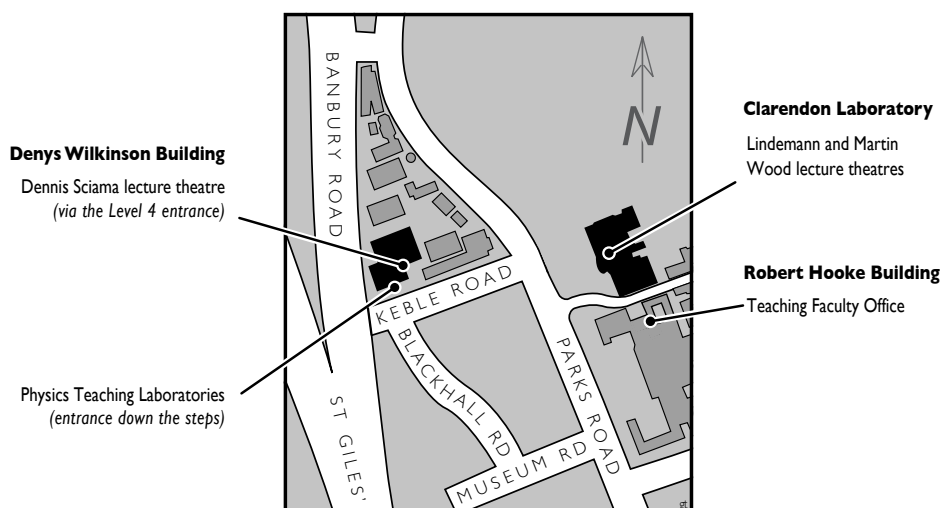 Denys Wilkinson Building
Dennis Sciama lecture theatre
(via the Level 4 entrance)
Physics Teaching Laboratories
(entrance down the steps)
BANBURY ROAD
ST GILES'
KEBLE ROAD
BLACKHALL RD
MUSEUM RD
PARKS ROAD
N
Clarendon Laboratory
Lindemann and Martin
Wood lecture theatres
Robert Hooke Building
Teaching Faculty Office